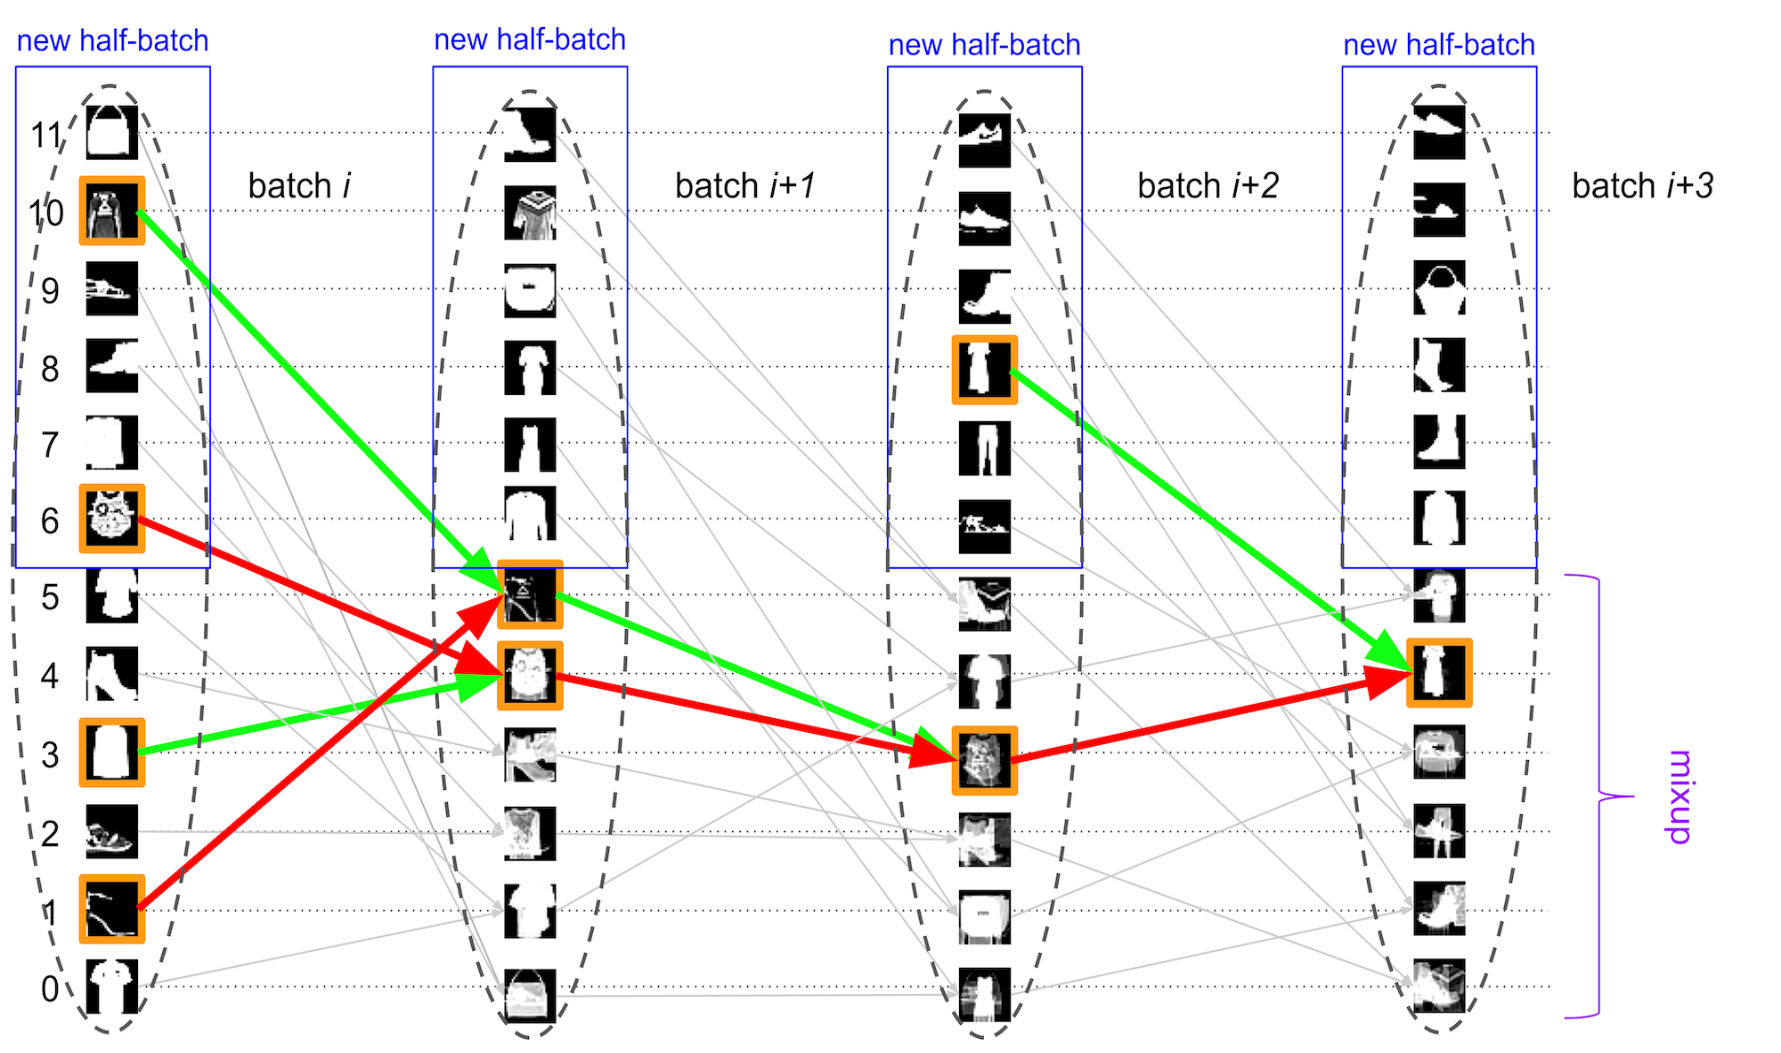 new half-batch
new half-batch
new half-batch
new half-batch
11
10
9
8
7
6
5
4
3
2
1
0
batch i
batch i+1
batch i+2
batch i+3
mixup